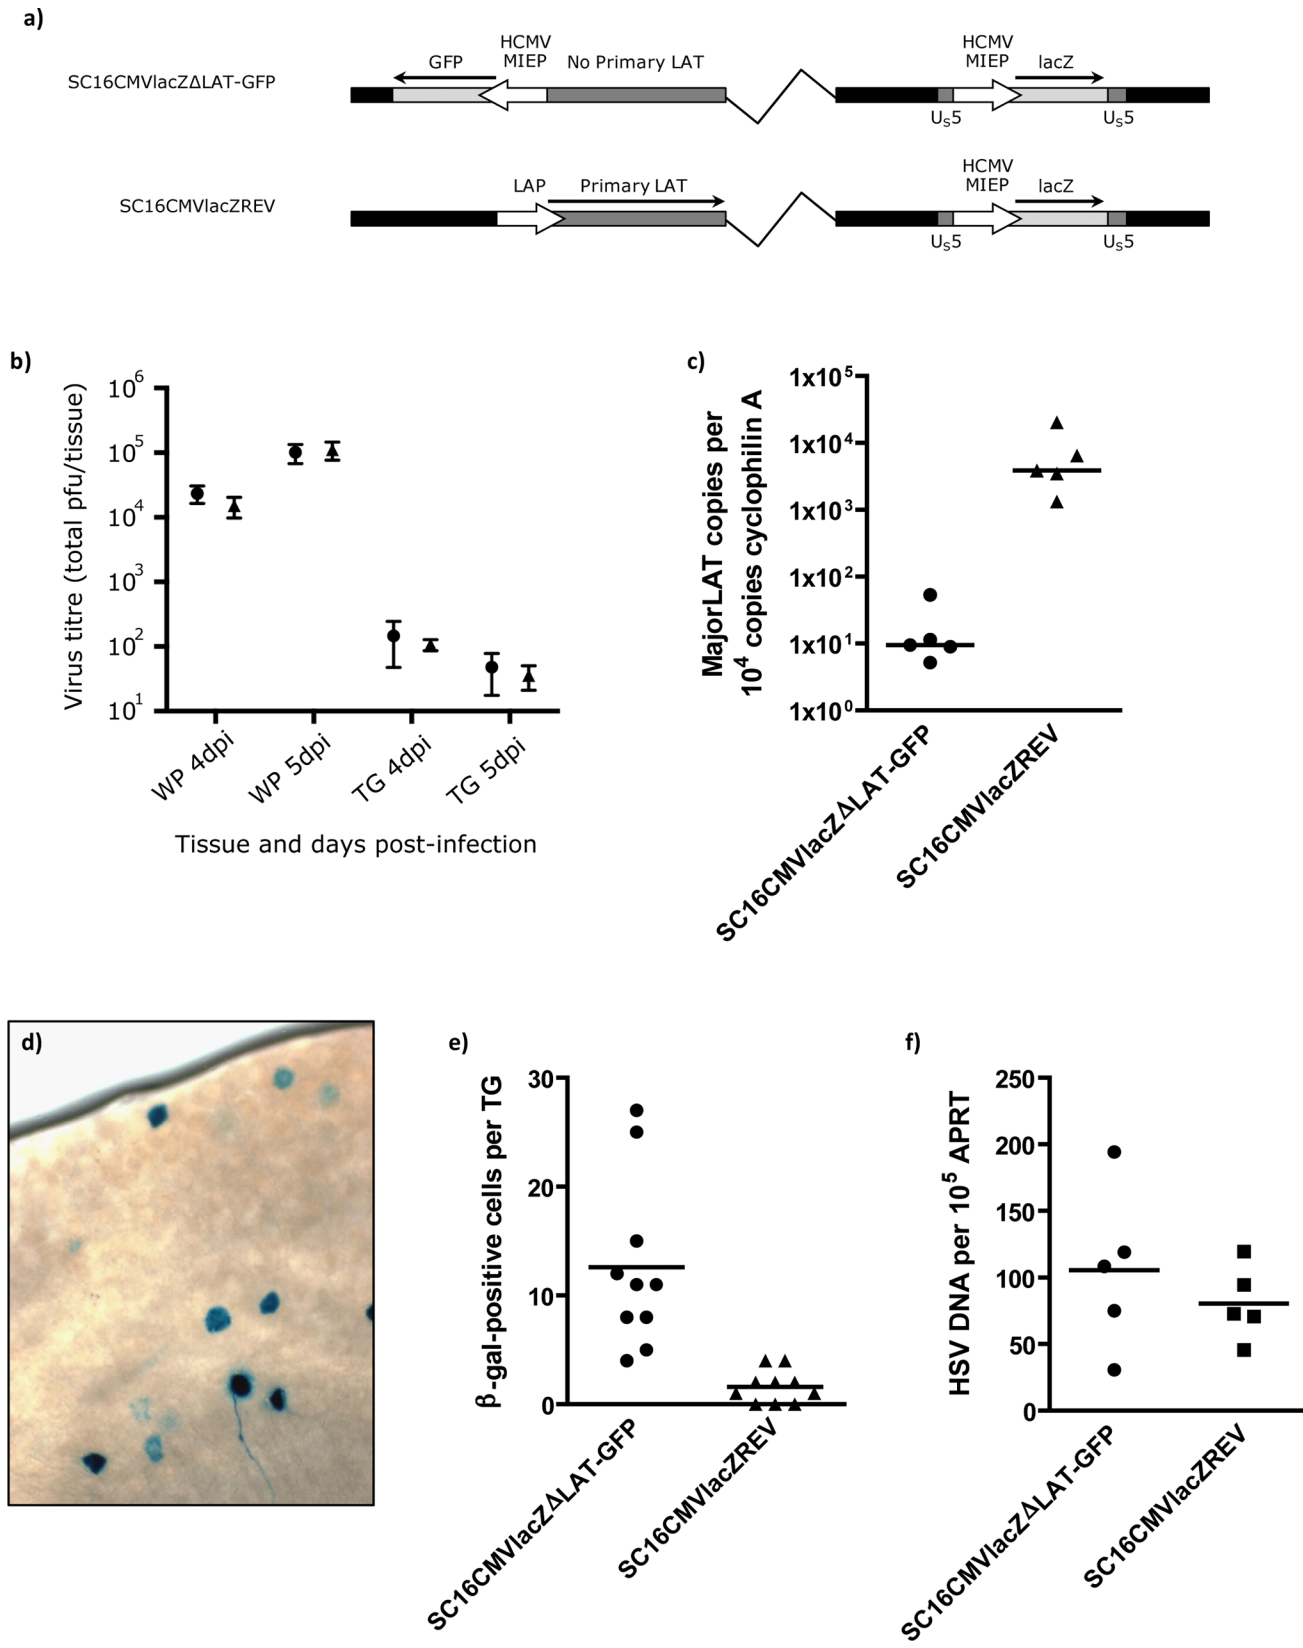 a)
SC16CMVlacZΔLAT-GFP
GFP
HCMV
MIEP
No Primary LAT
HCMV
MIEP
lacZ
US5
US5
SC16CMVlacZREV
LAP
Primary LAT
HCMV
MIEP
lacZ
US5
US5
b)
Virus titre (total pfu/tissue)
10^6
10^5
10^4
10^3
10^2
10^1
WP 4dpi
WP 5dpi
TG 4dpi
TG 5dpi
Tissue and days post-infection
c)
MajorLAT copies per
10^4 copies cyclophilin A
1x10^5
1x10^4
1x10^3
1x10^2
1x10^1
1x10^0
SC16CMVlacZΔLAT-GFP
SC16CMVlacZREV
d)
e)
β-gal-positive cells per TG
30
20
10
0
SC16CMVlacZΔLAT-GFP
SC16CMVlacZREV
f)
HSV DNA per 10^5 APRT
250
200
150
100
50
0
SC16CMVlacZΔLAT-GFP
SC16CMVlacZREV